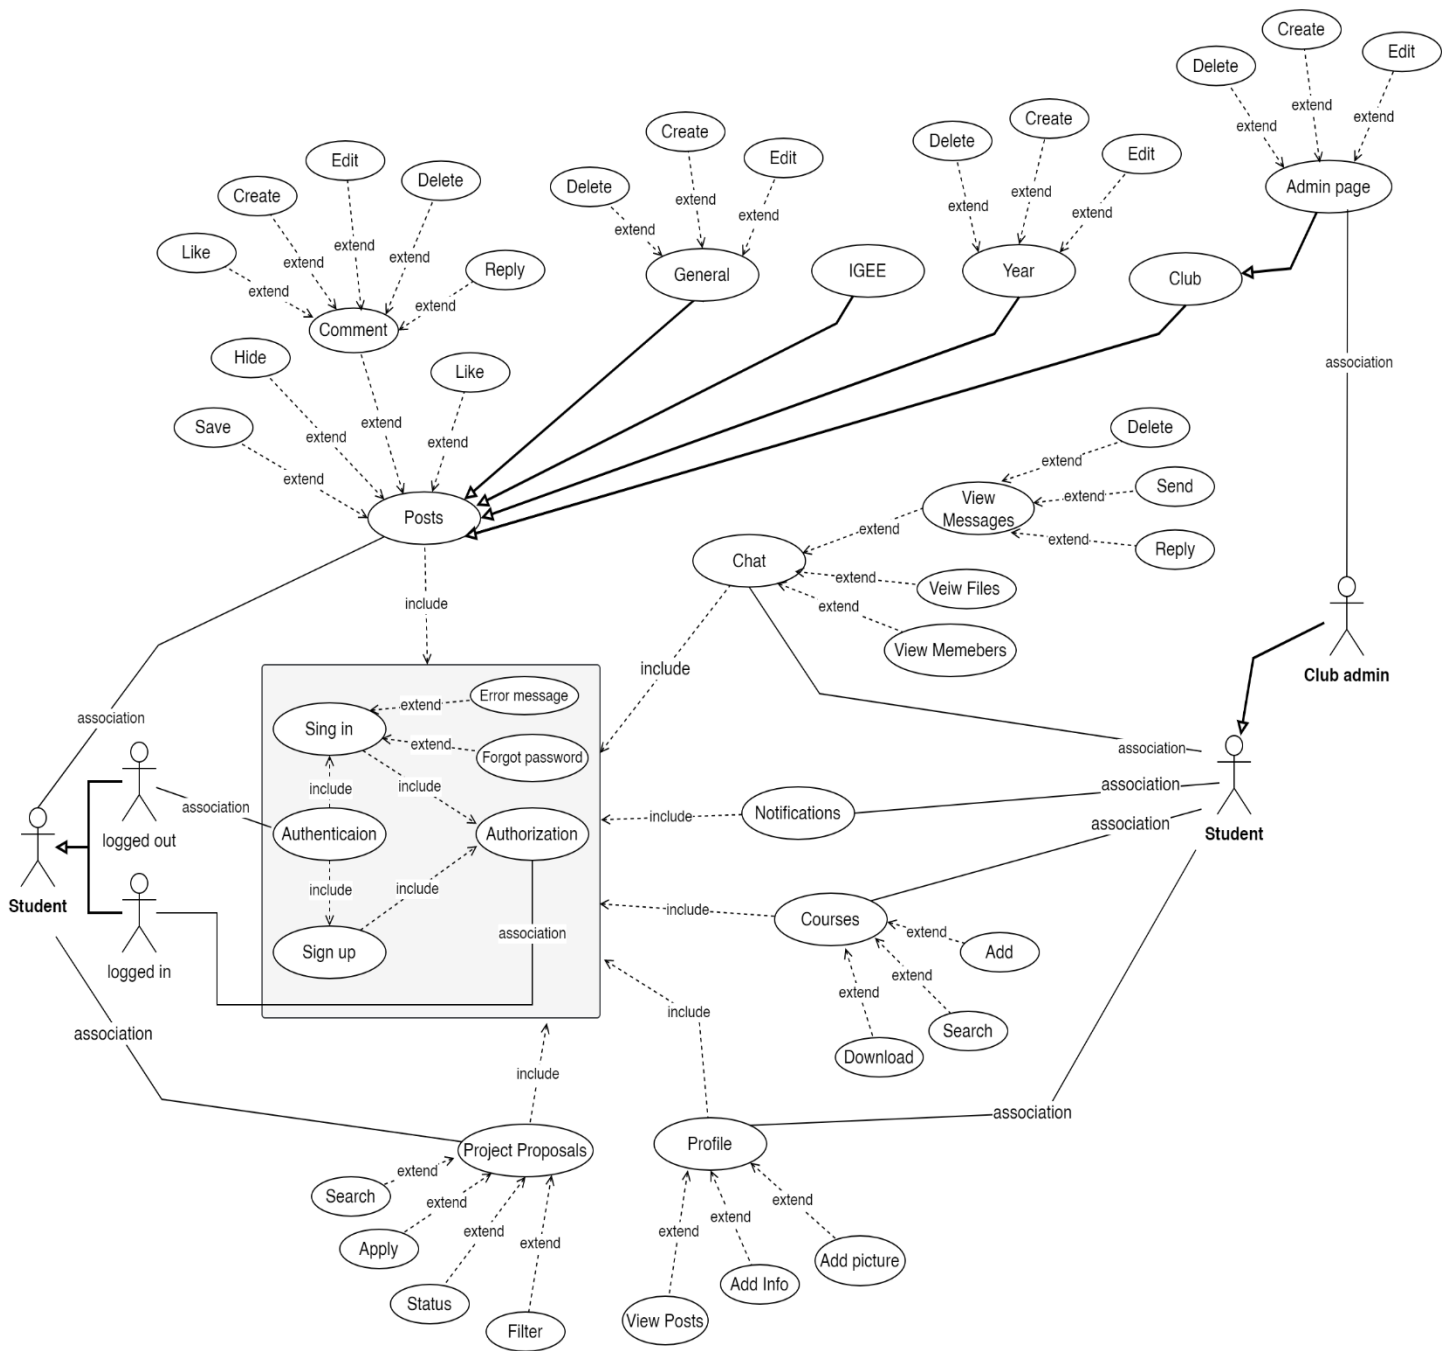 Create
Edit
Delete
extend
extend
extend
Admin page
Create
Create
Delete
Edit
Edit
Edit
Delete
Delete
Create
extend
extend
extend
extend
extend
extend
Like
extend
extend
extend
extend
Reply
extend
extend
General
IGEE
Year
Club
Comment
Hide
Like
association
Save
extend
extend
extend
extend
Posts
Delete
extend
View
Messages
extend
Send
extend
extend
Reply
Chat
extend
Veiw Files
extend
View Memebers
include
include
Club admin
association
Sing in
extend
Error message
extend
Forgot password
include
include
association
logged out
Authenticaion
Authorization
include
include
association
Sign up
Student
logged in
association
association
association
association
include
Notifications
Student
include
Courses
extend
Add
extend
extend
Search
Download
include
include
association
Project Proposals
Profile
extend
Search
extend
Apply
extend
Status
extend
Filter
extend
View Posts
extend
Add Info
extend
Add picture